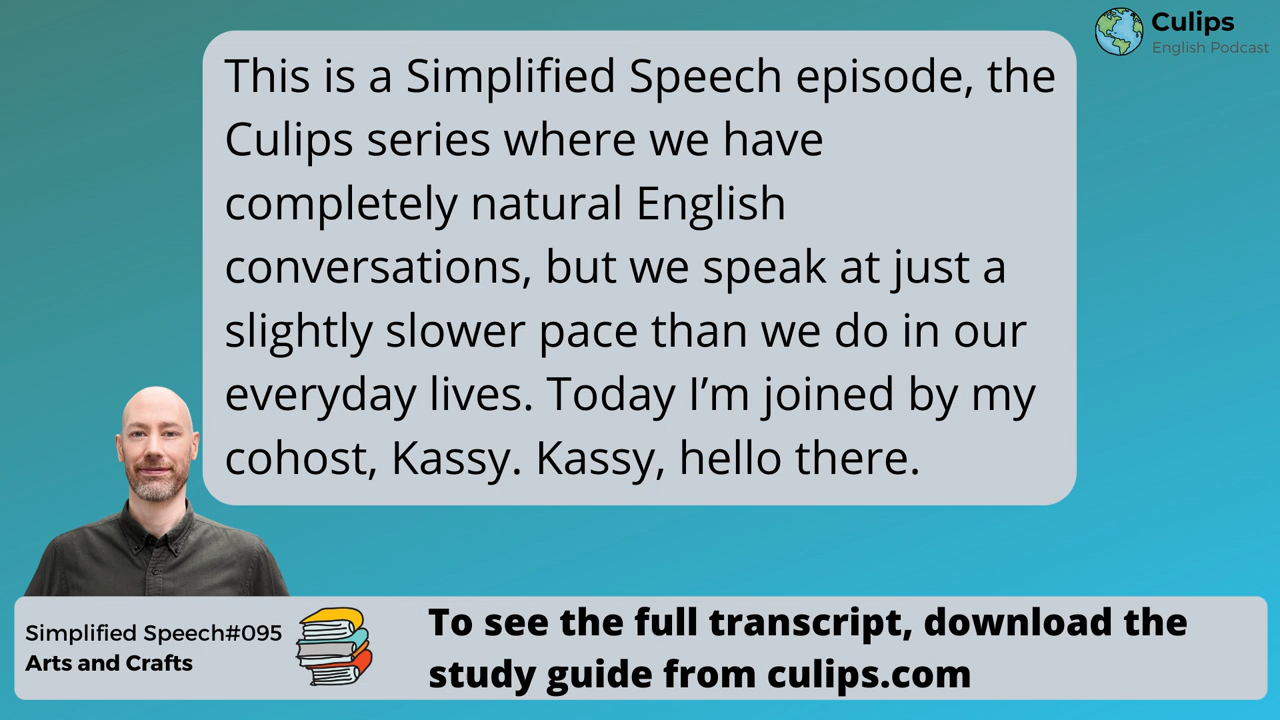 Culips
English Podcast
This is a Simplified Speech episode, the
Culips series where we have
completely natural English
conversations, but we speak at just a
slightly slower pace than we do in our
everyday lives. Today I’m joined by my
cohost, Kassy. Kassy, hello there.
Simplified Speech#095
Arts and Crafts
To see the full transcript, download the
study guide from culips.com